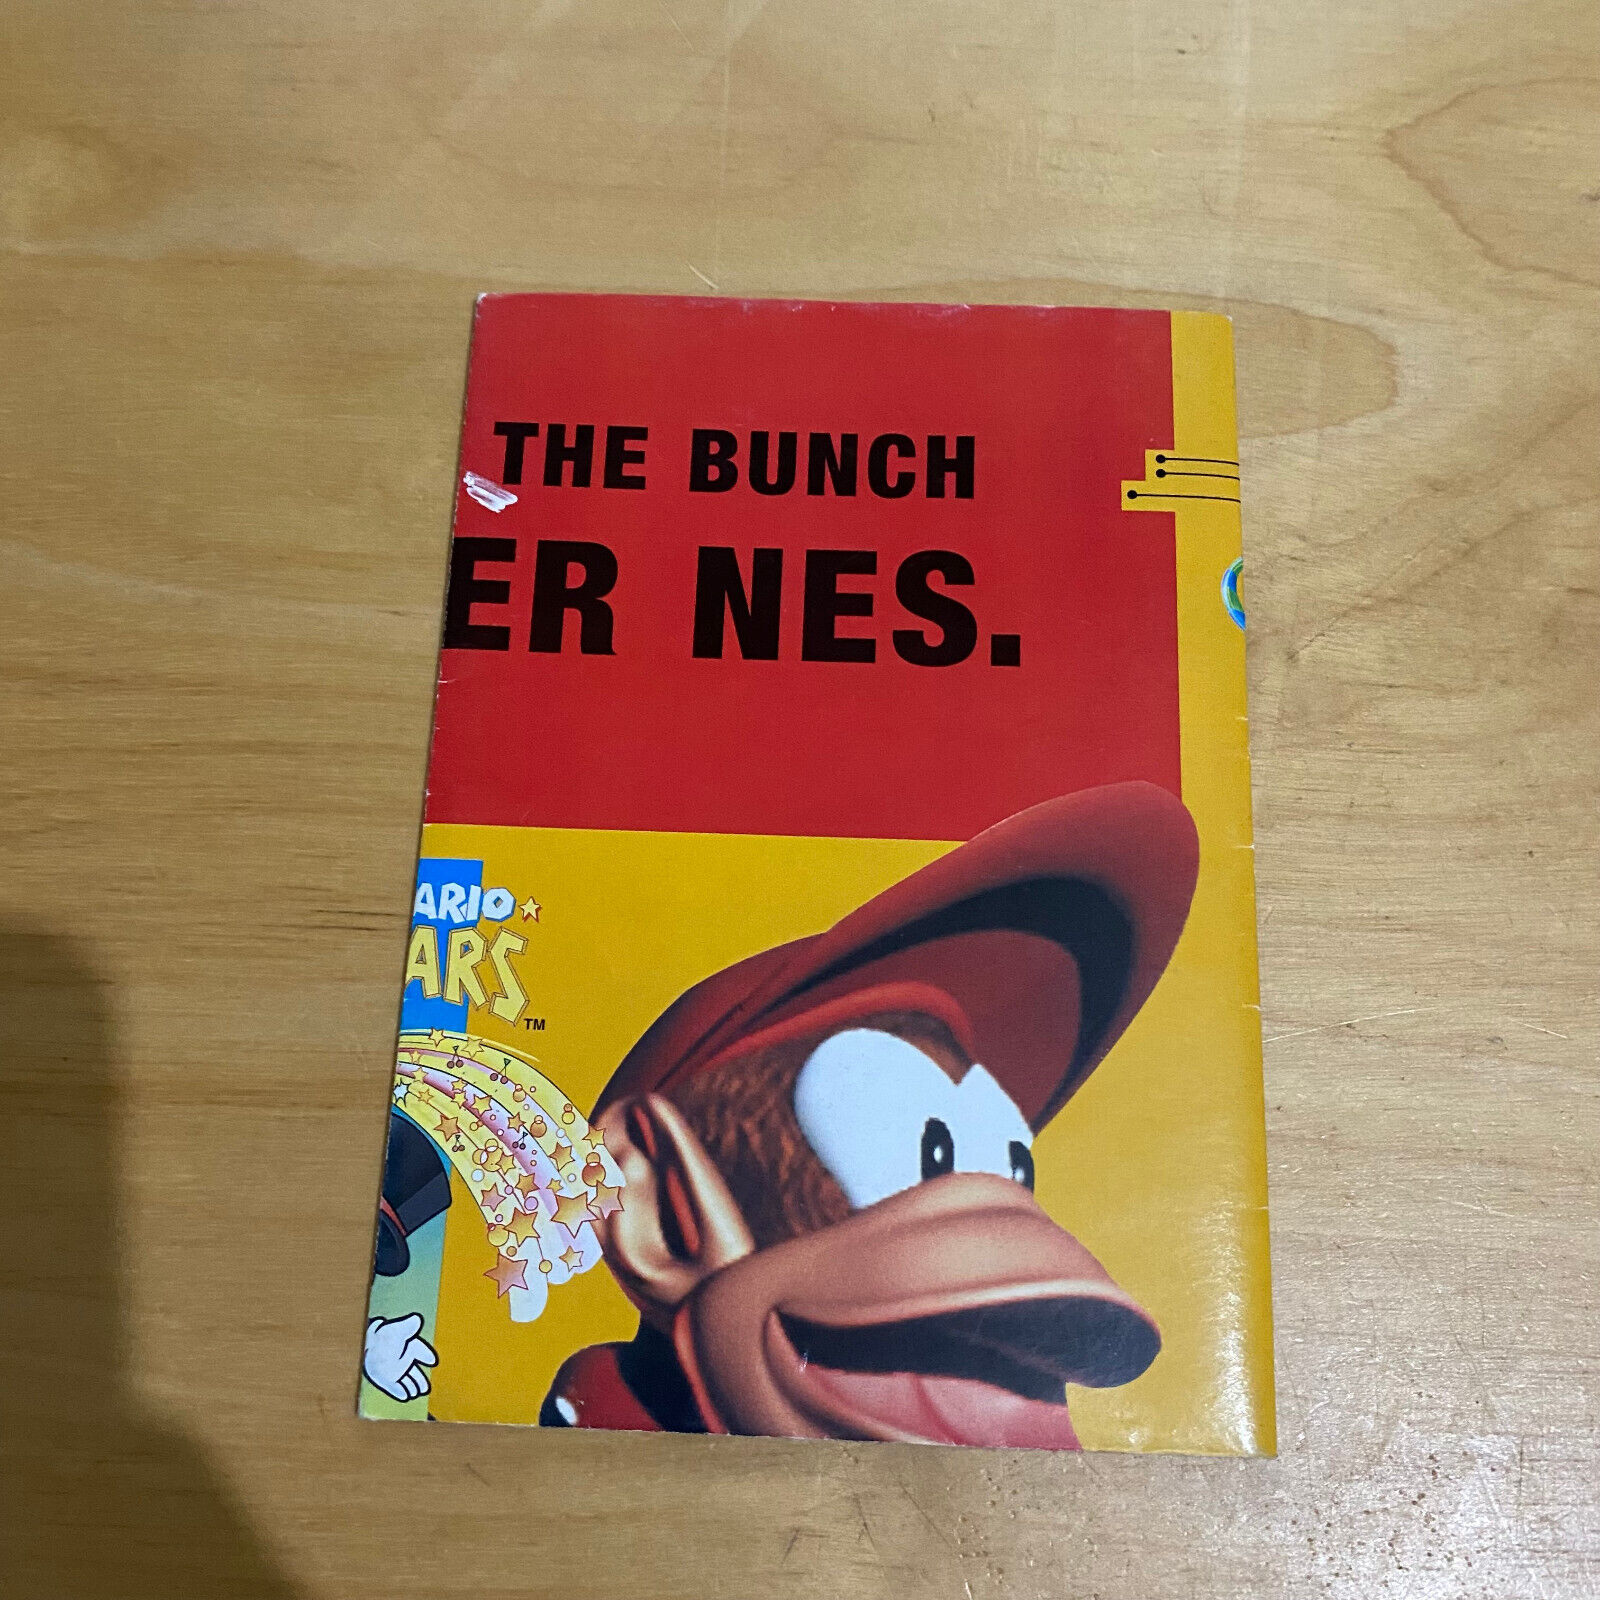 THE BUNCH
ER NES.
ARIO
ARS
TM